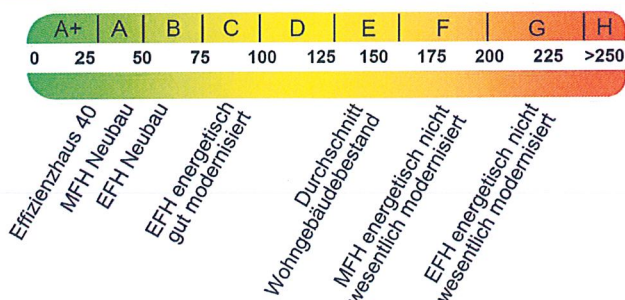 A+ A B C D E F G H
0 25 50 75 100 125 150 175 200 225 >250
Effizienzhaus 40
MFH Neubau
EFH Neubau
EFH energetisch
gut modernisiert
Durchschnitt
Wohngebäudebestand
MFH energetisch nicht
wesentlich modernisiert
EFH energetisch nicht
wesentlich modernisiert